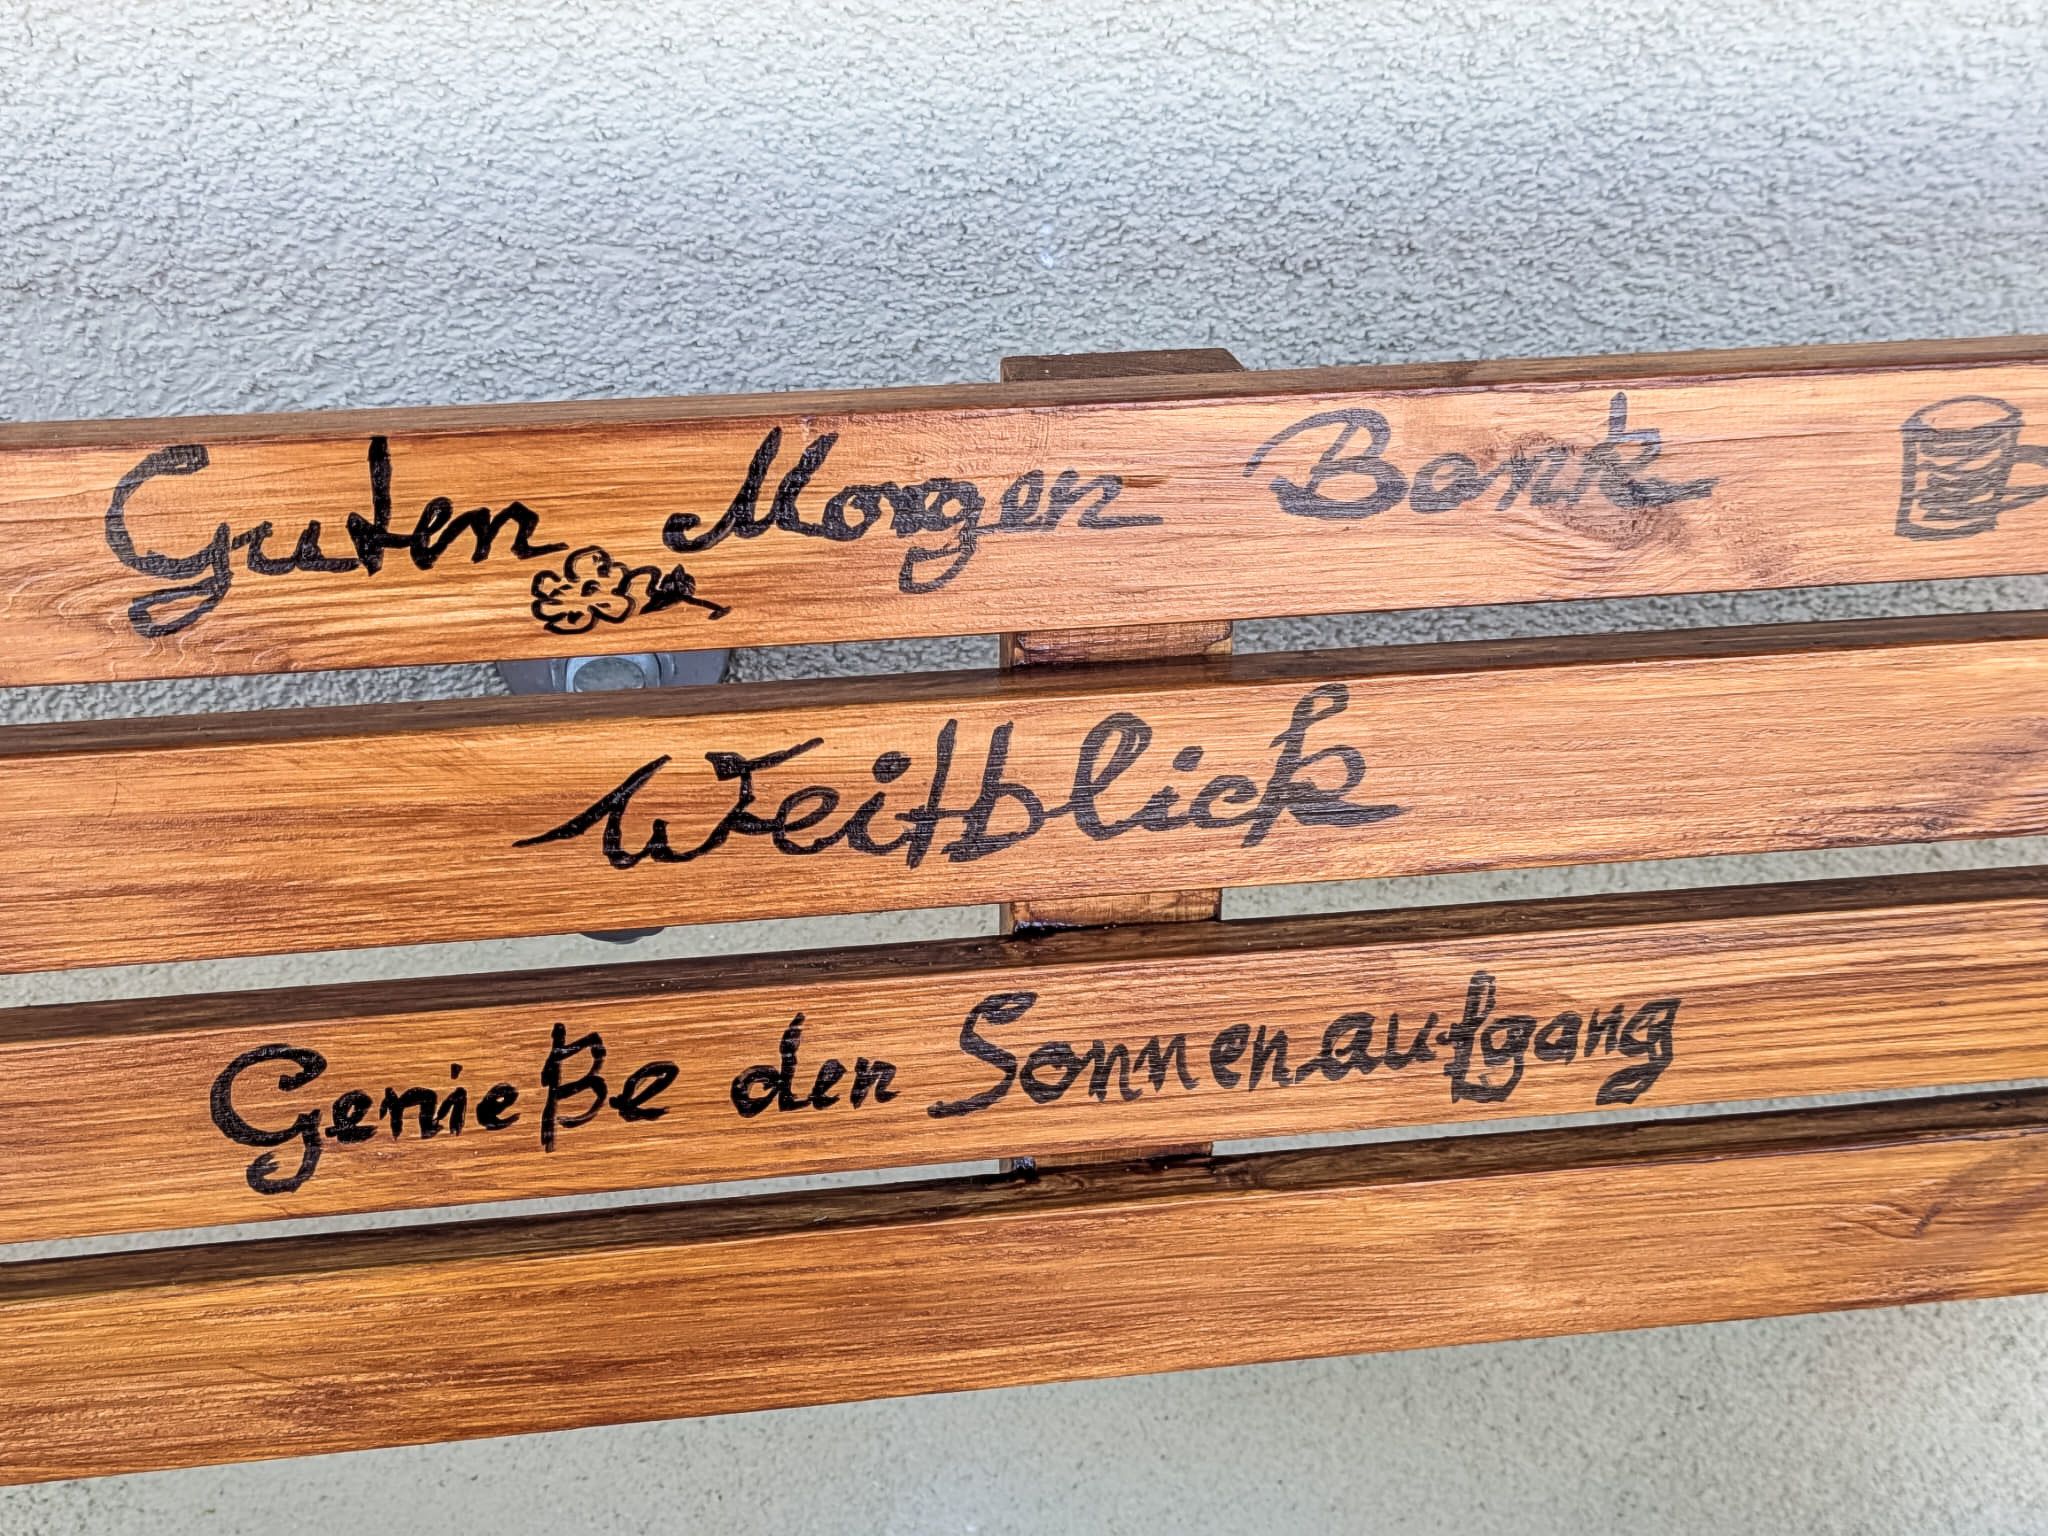 Guten Morgen Bank
Weitblick
Genieße den Sonnenaufgang